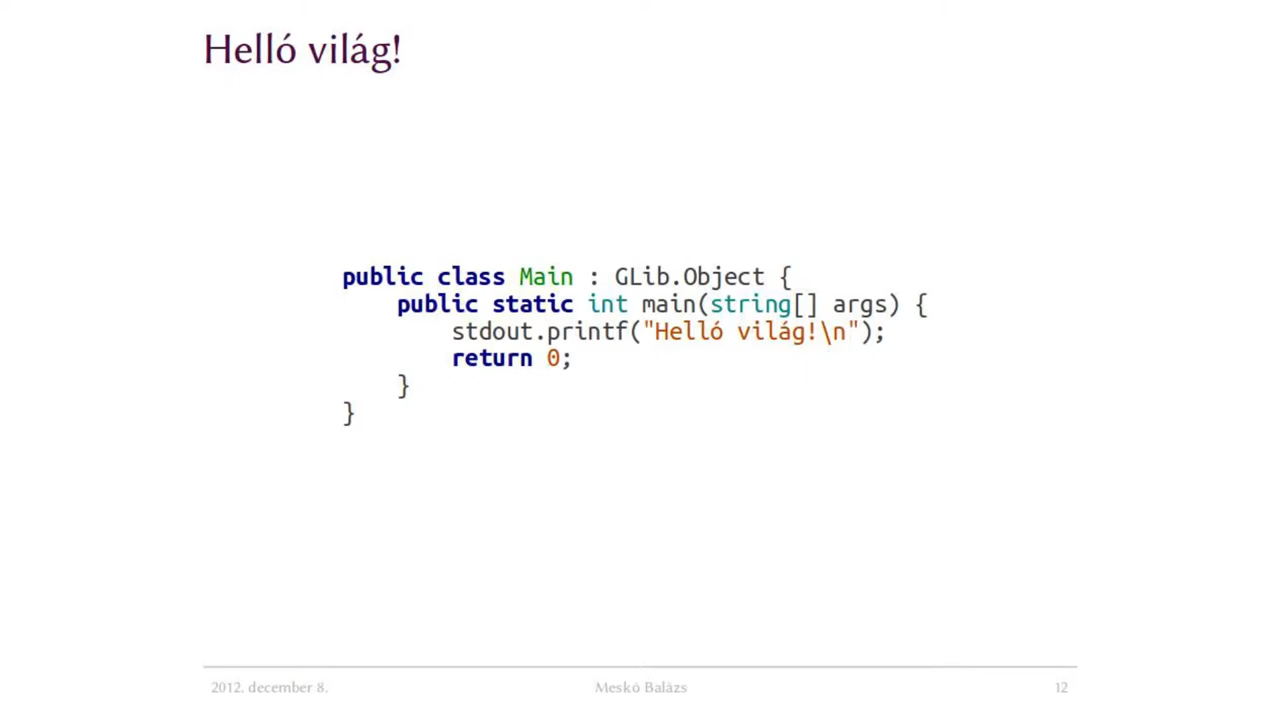 Helló világ!
public class Main : GLib.Object {
    public static int main(string[] args) {
        stdout.printf("Helló világ!\n");
        return 0;
    }
}
2012. december 8.
Meskó Balázs
12